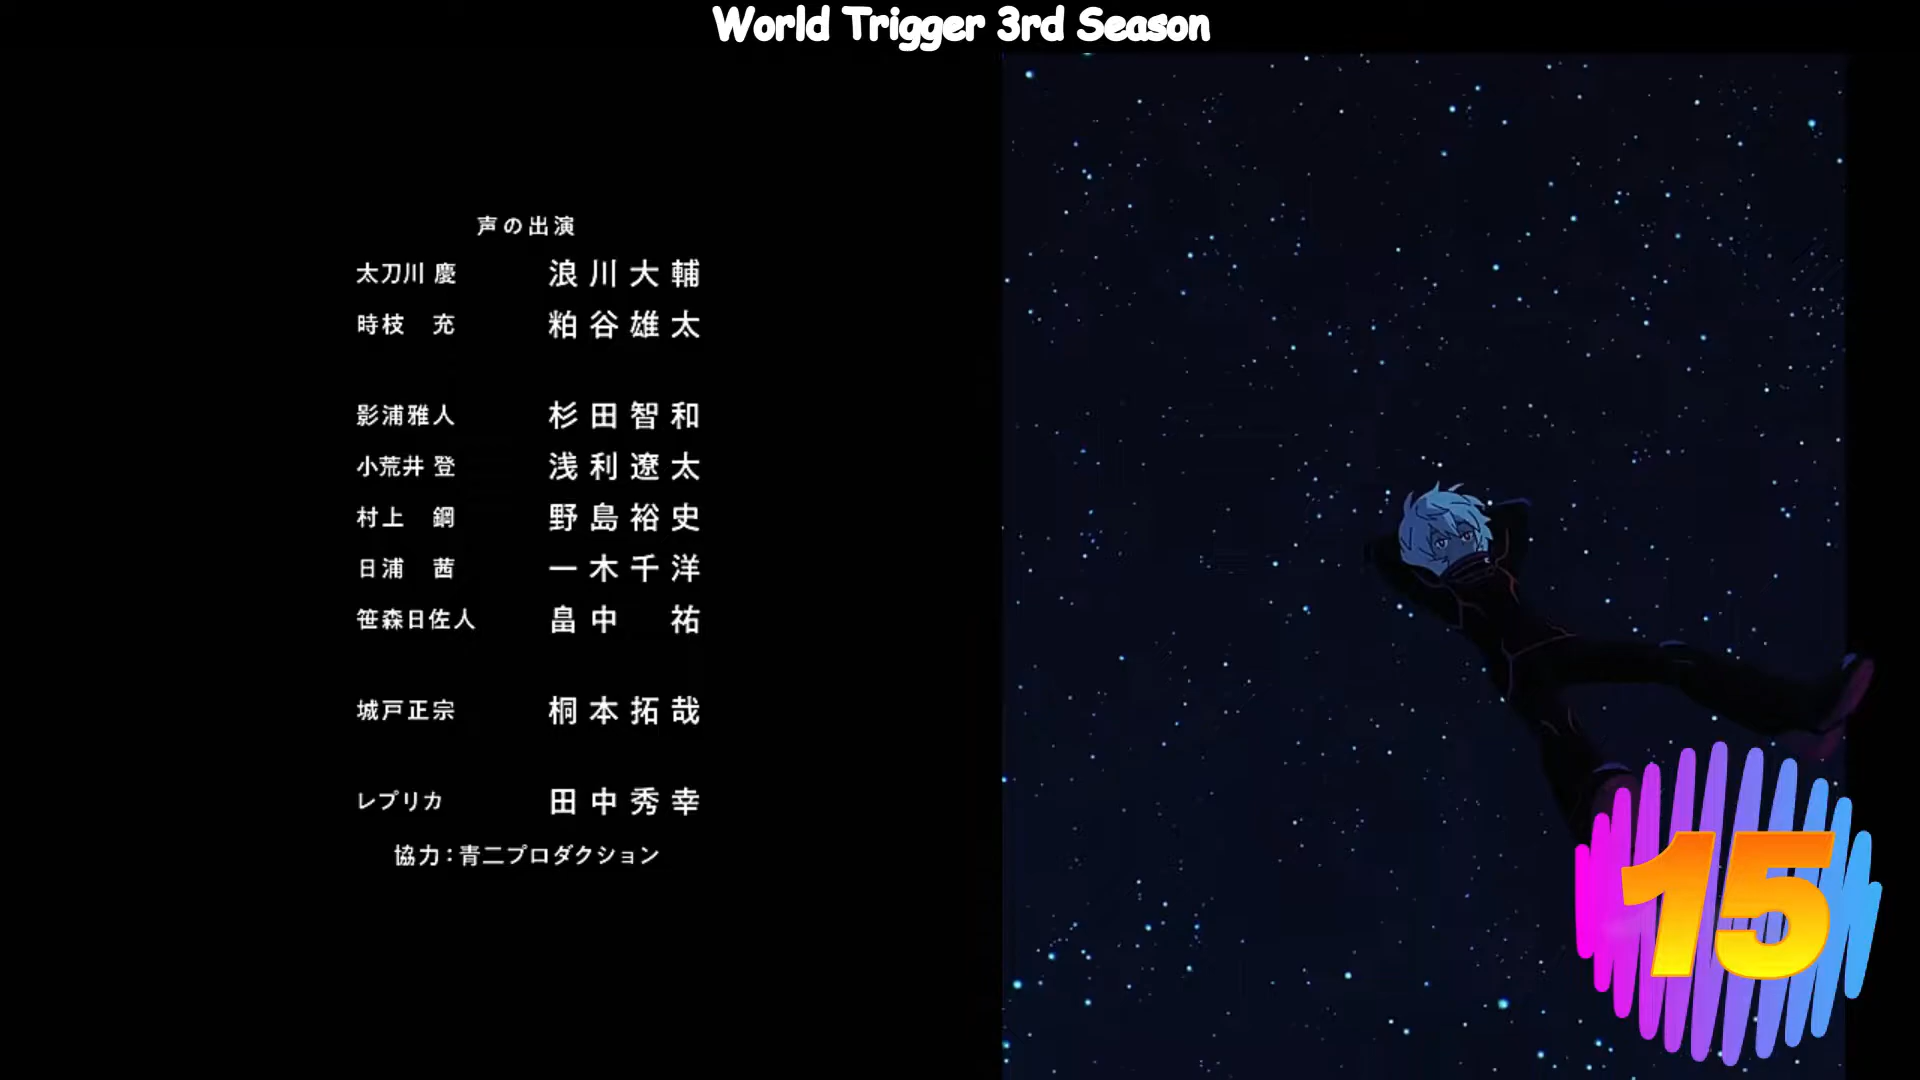 World Trigger 3rd Season
声の出演
太刀川 慶 浪川大輔
時枝 充 粕谷雄太
影浦雅人 杉田智和
小荒井 登 浅利遼太
村上 鋼 野島裕史
日浦 茜 一木千洋
笹森日佐人 畠中 祐
城戸正宗 桐本拓哉
レプリカ 田中秀幸
協力:青二プロダクション
15